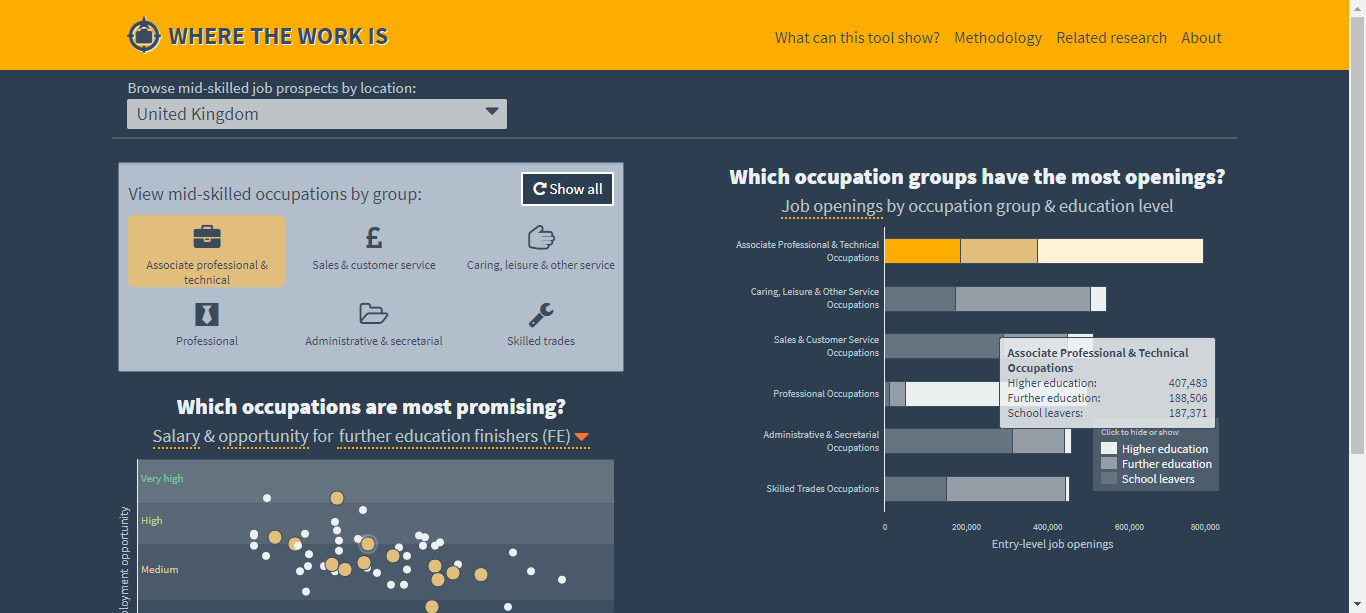 WHERE THE WORK IS
What can this tool show? Methodology Related research About
Browse mid-skilled job prospects by location:
United Kingdom
View mid-skilled occupations by group:
Show all
Associate professional &
technical
Sales & customer service
Caring, leisure & other service
Professional
Administrative & secretarial
Skilled trades
Which occupations are most promising?
Salary & opportunity for further education finishers (FE)
Very high
High
Medium
ployment opportunity
Which occupation groups have the most openings?
Job openings by occupation group & education level
Associate Professional & Technical
Occupations
Caring, Leisure & Other Service
Occupations
Sales & Customer Service
Occupations
Professional Occupations
Administrative & Secretarial
Occupations
Skilled Trades Occupations
Associate Professional & Technical
Occupations
Higher education: 407,483
Further education: 188,506
School leavers: 187,371
Click to hide or show
Higher education
Further education
School leavers
0 200,000 400,000 600,000 800,000
Entry-level job openings